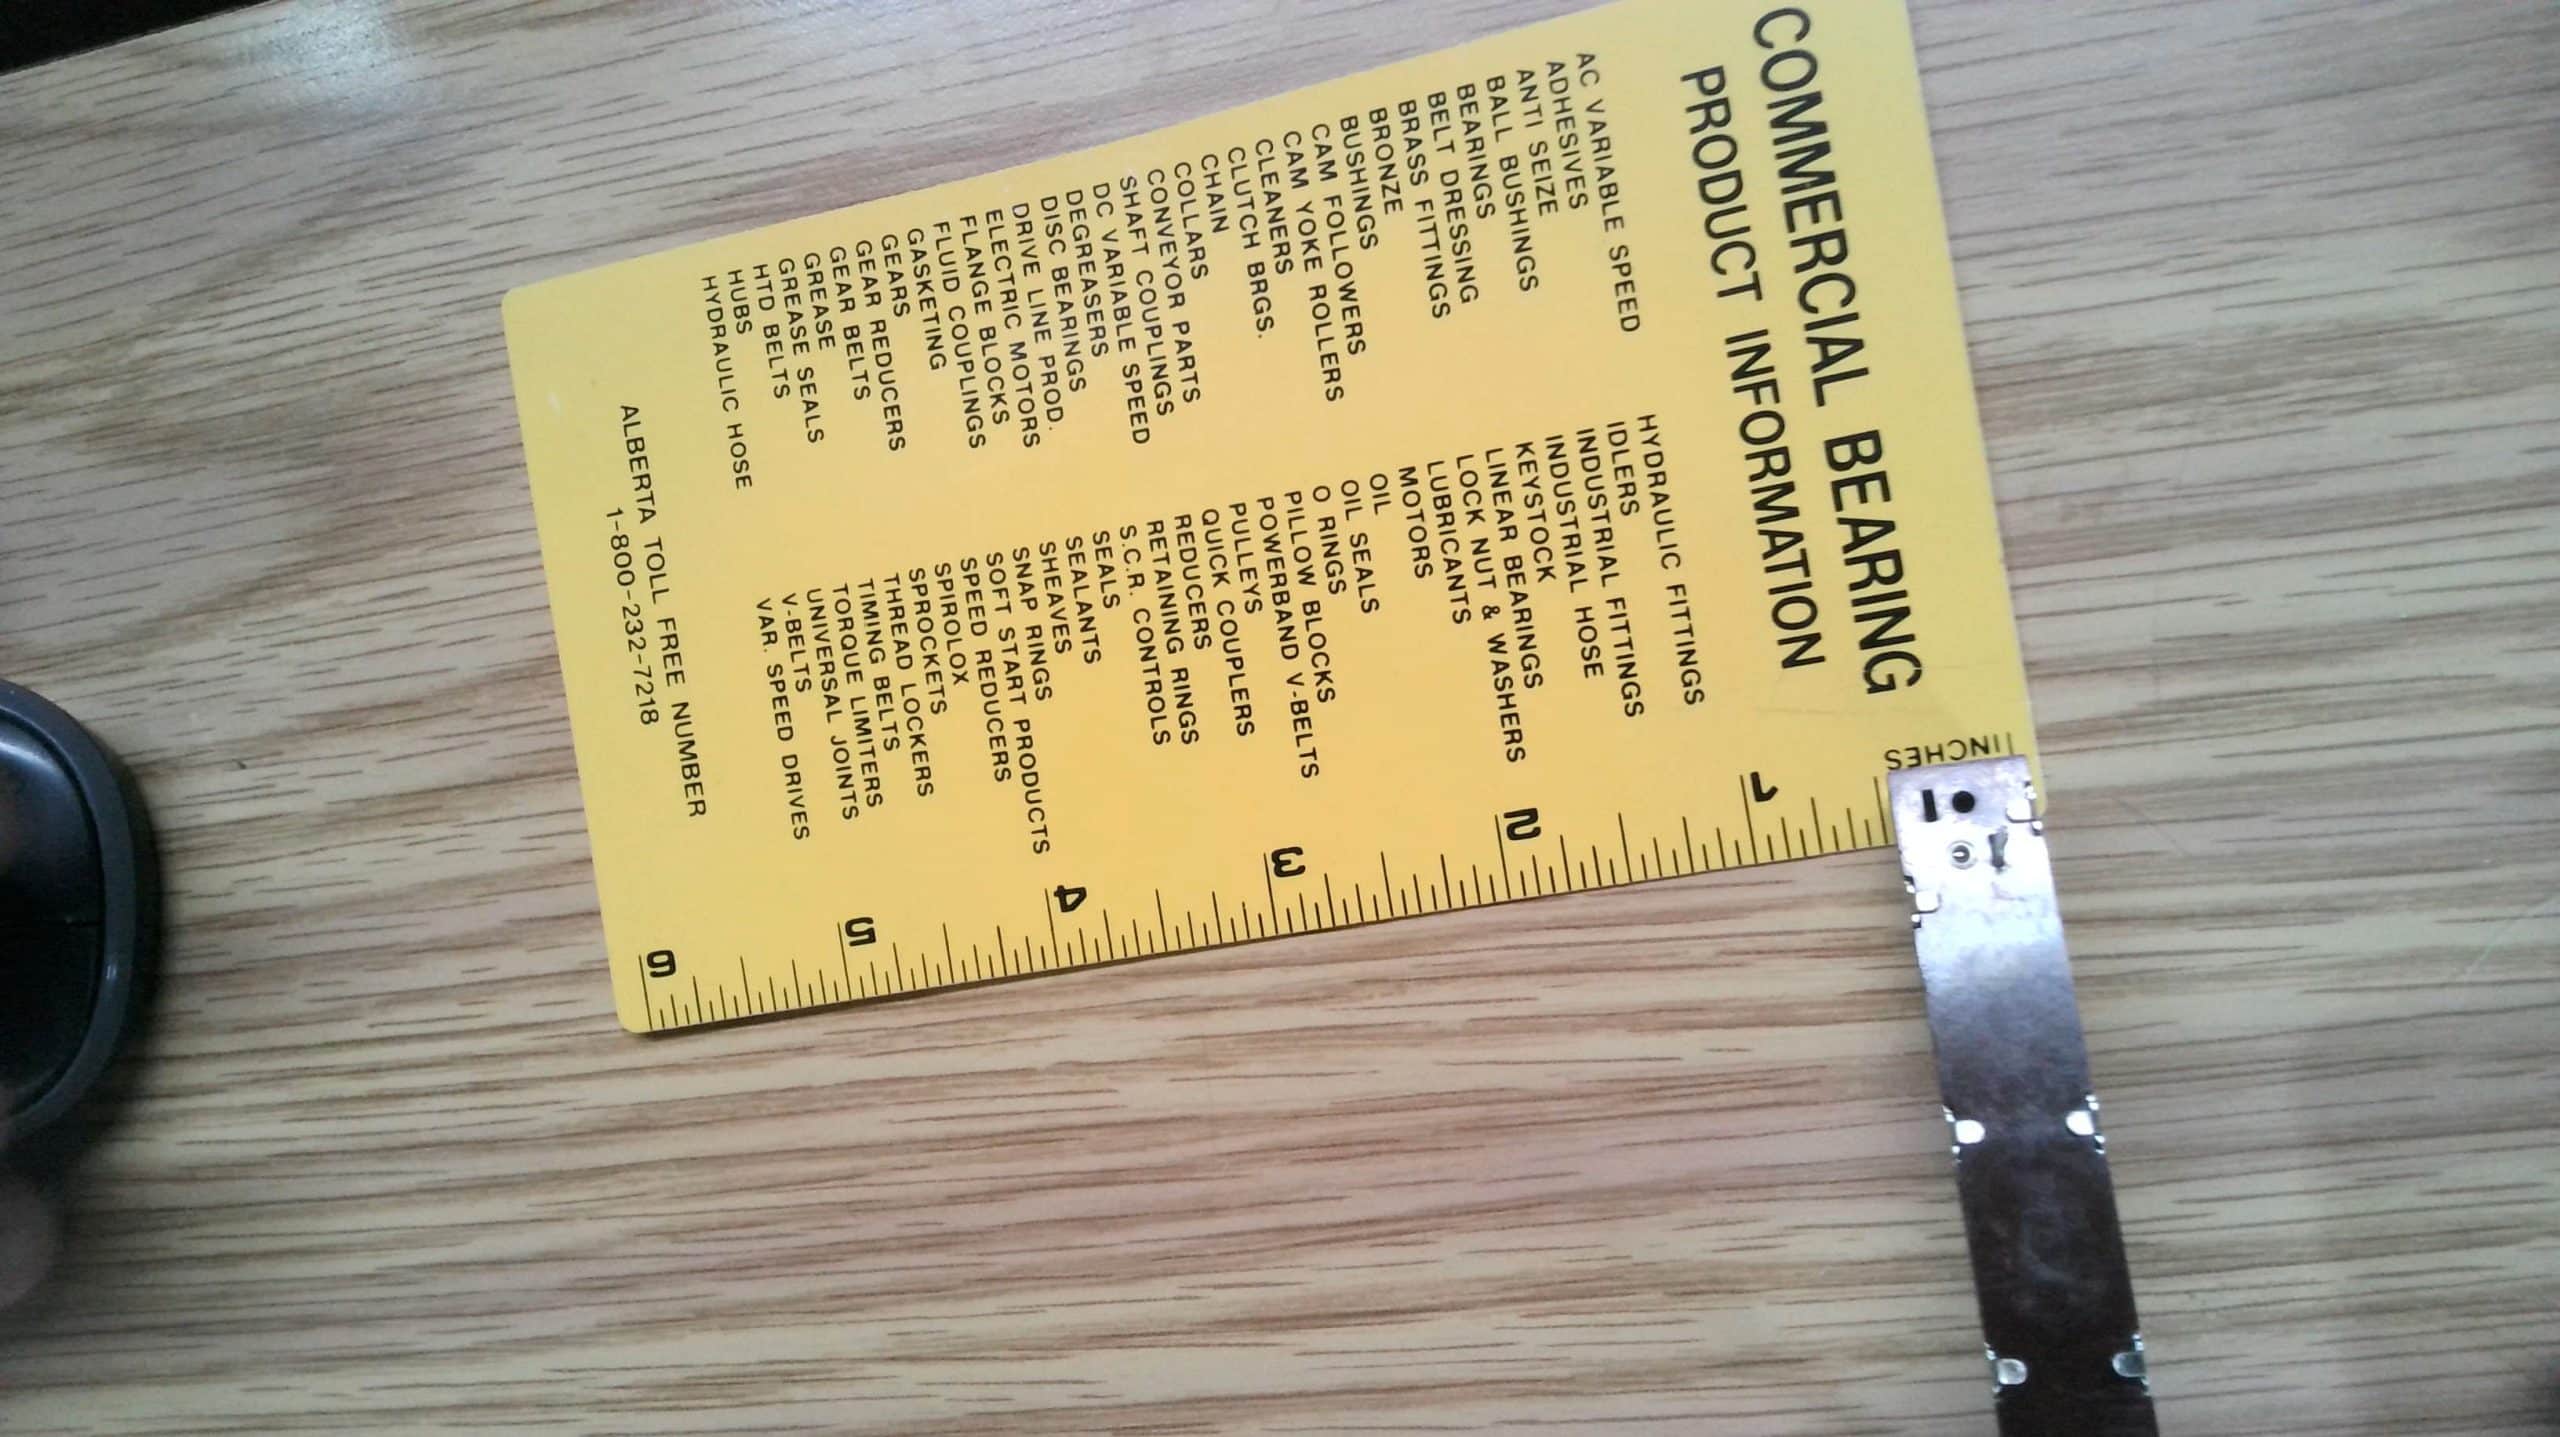 COMMERCIAL BEARING
PRODUCT INFORMATION
AC VARIABLE SPEED
ADHESIVES
ANTI SEIZE
BALL BUSHINGS
BEARINGS
BELT DRESSING
BRASS FITTINGS
BRONZE
BUSHINGS
CAM FOLLOWERS
CAM YOKE ROLLERS
CLEANERS
CLUTCH BRGS.
CHAIN
COLLARS
CONVEYOR PARTS
SHAFT COUPLINGS
DC VARIABLE SPEED
DEGREASERS
DISC BEARINGS
DRIVE LINE PROD.
ELECTRIC MOTORS
FLANGE BLOCKS
FLUID COUPLINGS
GASKETING
GEARS
GEAR REDUCERS
GEAR BELTS
GREASE
GREASE SEALS
HTD BELTS
HUBS
HYDRAULIC HOSE
HYDRAULIC FITTINGS
IDLERS
INDUSTRIAL FITTINGS
INDUSTRIAL HOSE
KEYSTOCK
LINEAR BEARINGS
LOCK NUT & WASHERS
LUBRICANTS
MOTORS
OIL
OIL SEALS
O RINGS
PILLOW BLOCKS
POWERBAND V-BELTS
PULLEYS
QUICK COUPLERS
REDUCERS
RETAINING RINGS
S.C.R. CONTROLS
SEALS
SEALANTS
SHEAVES
SNAP RINGS
SOFT START PRODUCTS
SPEED REDUCERS
SPIROLOX
SPROCKETS
THREAD LOCKERS
TIMING BELTS
TORQUE LIMITERS
UNIVERSAL JOINTS
V-BELTS
VAR. SPEED DRIVES
ALBERTA TOLL FREE NUMBER
1-800-232-7218
INCHES
1
2
3
4
5
6